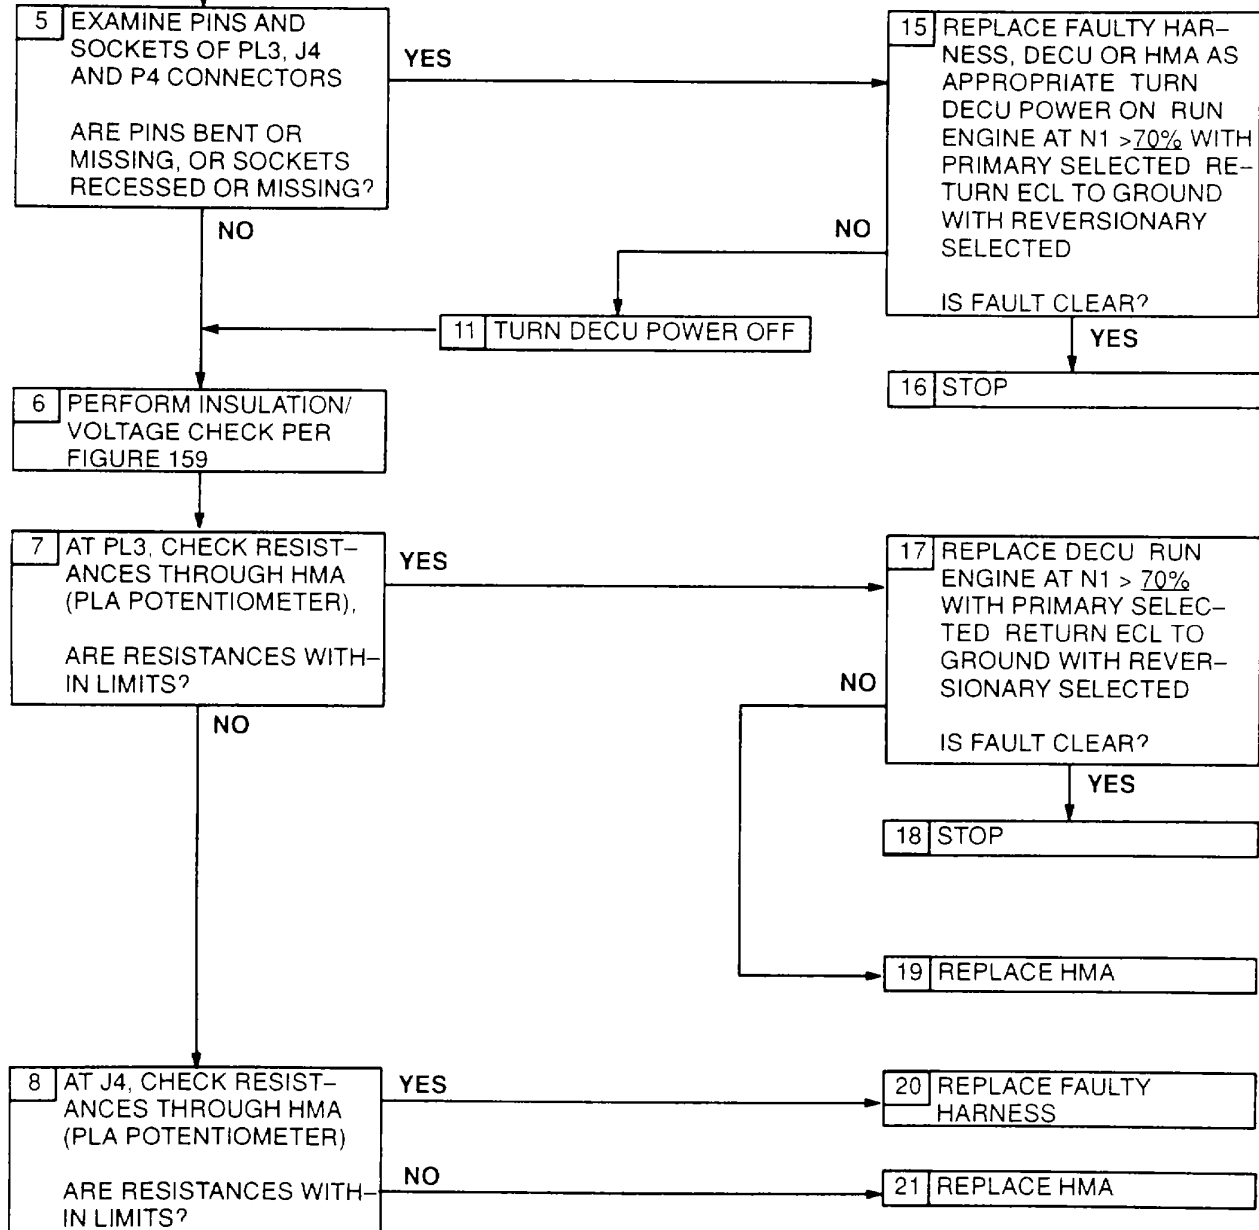 5 EXAMINE PINS AND
SOCKETS OF PL3, J4
AND P4 CONNECTORS
ARE PINS BENT OR
MISSING, OR SOCKETS
RECESSED OR MISSING?
YES
NO
15 REPLACE FAULTY HAR-
NESS, DECU OR HMA AS
APPROPRIATE TURN
DECU POWER ON RUN
ENGINE AT N1 >70% WITH
PRIMARY SELECTED RE-
TURN ECL TO GROUND
WITH REVERSIONARY
SELECTED
IS FAULT CLEAR?
NO
YES
11 TURN DECU POWER OFF
16 STOP
6 PERFORM INSULATION/
VOLTAGE CHECK PER
FIGURE 159
7 AT PL3, CHECK RESIST-
ANCES THROUGH HMA
(PLA POTENTIOMETER),
ARE RESISTANCES WITH-
IN LIMITS?
YES
NO
17 REPLACE DECU RUN
ENGINE AT N1 > 70%
WITH PRIMARY SELEC-
TED RETURN ECL TO
GROUND WITH REVER-
SIONARY SELECTED
IS FAULT CLEAR?
NO
YES
18 STOP
19 REPLACE HMA
8 AT J4, CHECK RESIST-
ANCES THROUGH HMA
(PLA POTENTIOMETER)
ARE RESISTANCES WITH-
IN LIMITS?
YES
NO
20 REPLACE FAULTY
HARNESS
21 REPLACE HMA